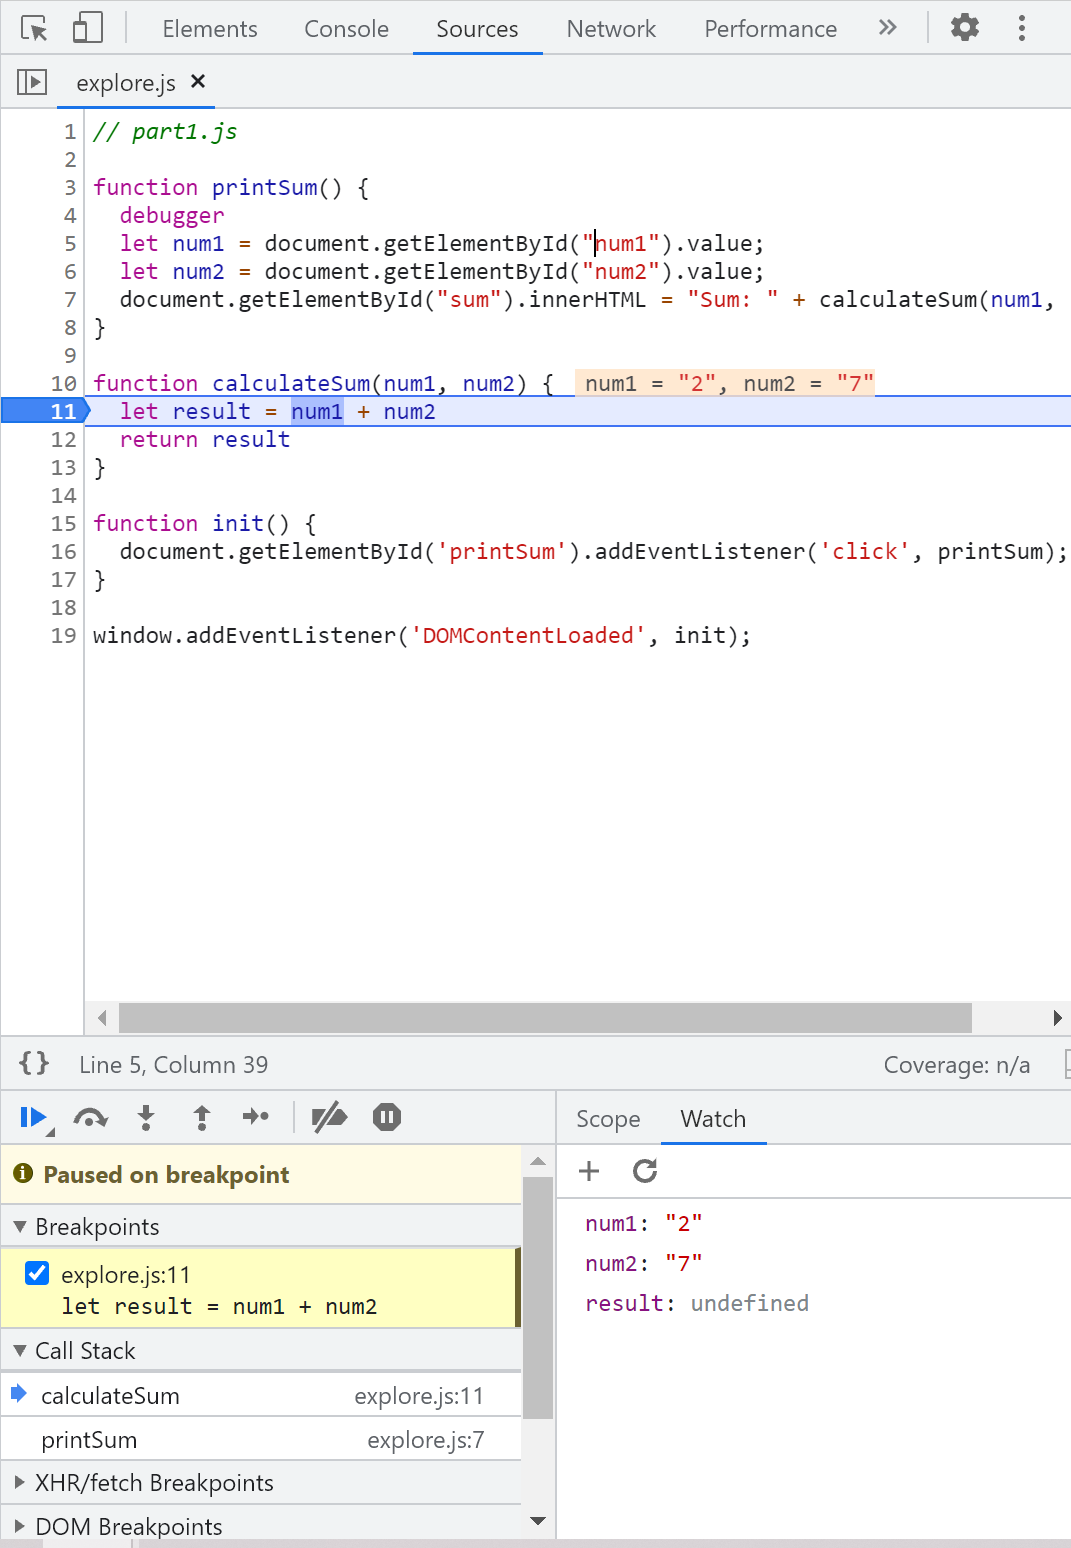 Elements Console Sources Network Performance
explore.js
1 // part1.js
2
3 function printSum() {
4   debugger
5   let num1 = document.getElementById("num1").value;
6   let num2 = document.getElementById("num2").value;
7   document.getElementById("sum").innerHTML = "Sum: " + calculateSum(num1,
8 }
9
10 function calculateSum(num1, num2) { num1 = "2", num2 = "7"
11   let result = num1 + num2
12   return result
13 }
14
15 function init() {
16   document.getElementById('printSum').addEventListener('click', printSum);
17 }
18
19 window.addEventListener('DOMContentLoaded', init);
{} Line 5, Column 39 Coverage: n/a
Scope Watch
Paused on breakpoint
Breakpoints
explore.js:11
let result = num1 + num2
Call Stack
calculateSum explore.js:11
printSum explore.js:7
XHR/fetch Breakpoints
DOM Breakpoints
num1: "2"
num2: "7"
result: undefined